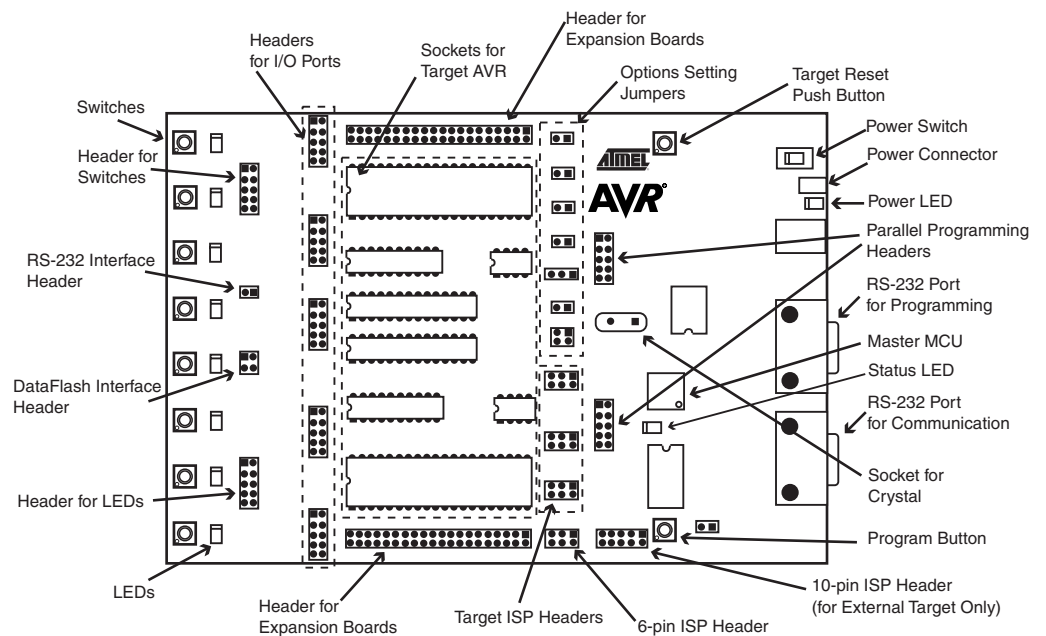 Header for
Expansion Boards
Headers
for I/O Ports
Sockets for
Target AVR
Options Setting
Jumpers
Target Reset
Push Button
Switches
Header for
Switches
RS-232 Interface
Header
DataFlash Interface
Header
Header for LEDs
LEDs
ATMEL
AVR®
Power Switch
Power Connector
Power LED
Parallel Programming
Headers
RS-232 Port
for Programming
Master MCU
Status LED
RS-232 Port
for Communication
Socket for
Crystal
Program Button
10-pin ISP Header
(for External Target Only)
Header for
Expansion Boards
Target ISP Headers
6-pin ISP Header